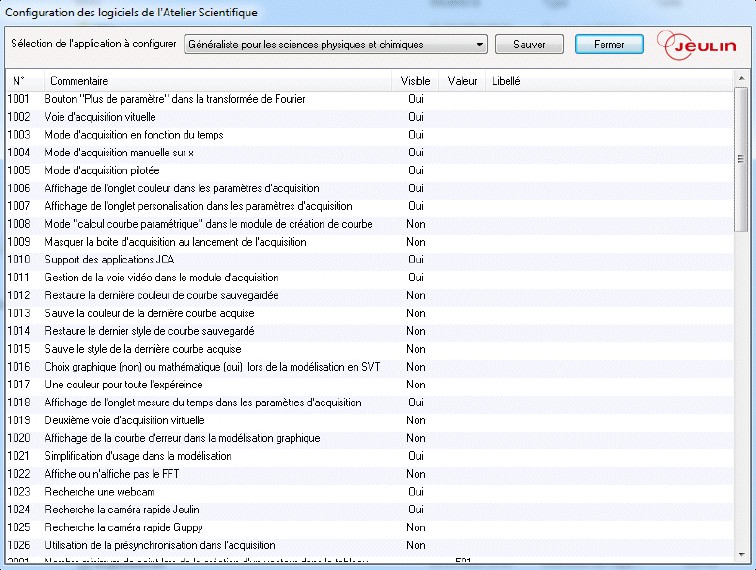 Configuration des logiciels de l'Atelier Scientifique
Sélection de l'application à configurer Généraliste pour les sciences physiques et chimiques Sauver Fermer JEULIN
N° Commentaire Visible Valeur Libellé
1001 Bouton "Plus de paramètre" dans la transformée de Fourier Oui
1002 Voie d'acquisition vituelle Oui
1003 Mode d'acquisition en fonction du temps Oui
1004 Mode d'acquisition manuelle sur x Oui
1005 Mode d'acquisition pilotée Oui
1006 Affichage de l'onglet couleur dans les paramètres d'acquisition Oui
1007 Affichage de l'onglet personalisation dans les paramètres d'acquisition Oui
1008 Mode "calcul courbe paramétrique" dans le module de création de courbe Non
1009 Masquer la boite d'acquisition au lancement de l'acquisition Non
1010 Support des applications JCA Oui
1011 Gestion de la voie vidéo dans le module d'acquisition Oui
1012 Restaure la dernière couleur de courbe sauvegardée Non
1013 Sauve la couleur de la dernière courbe acquise Non
1014 Restaure le dernier style de courbe sauvegardé Non
1015 Sauve le style de la dernière courbe acquise Non
1016 Choix graphique (non) ou mathématique (oui) lors de la modélisation en SVT Non
1017 Une couleur pour toute l'expéreince Non
1018 Affichage de l'onglet mesure du temps dans les paramètres d'acquisition Oui
1019 Deuxième voie d'acquisition virtuelle Non
1020 Affichage de la courbe d'erreur dans la modélisation graphique Non
1021 Simplification d'usage dans la modélisation Oui
1022 Affiche ou n'affiche pas le FFT Non
1023 Recherche une webcam Oui
1024 Recherche la caméra rapide Jeulin Oui
1025 Recherche la caméra rapide Guppy Non
1026 Utilisation de la présynchronisation dans l'acquisition Non